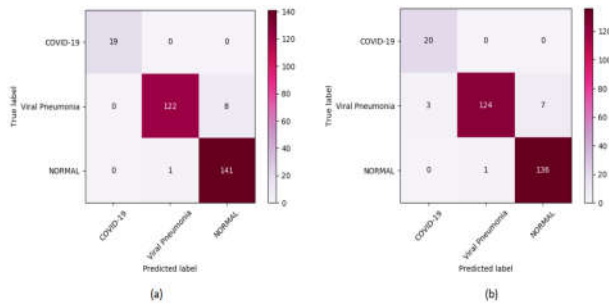 COVID-19 19 0 0
Viral Pneumonia 0 122 8
NORMAL 0 1 141
True label
COVID-19 Viral Pneumonia NORMAL
Predicted label
140
120
100
80
60
40
20
0
(a)
COVID-19 20 0 0
Viral Pneumonia 3 124 7
NORMAL 0 1 136
True label
COVID-19 Viral Pneumonia NORMAL
Predicted label
120
100
80
60
40
20
0
(b)